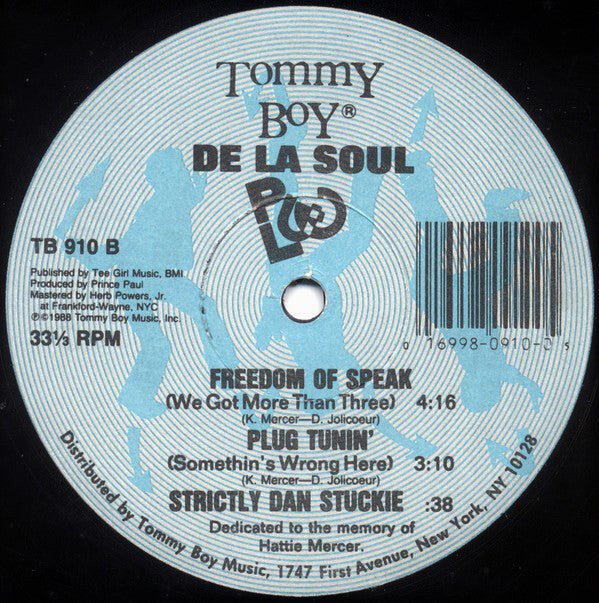 TOMMY
BOY®
DE LA SOUL
PLUG
TB 910 B
Published by Tee Girl Music, BMI
Produced by Prince Paul
Mastered by Herb Powers, Jr.
at Frankford-Wayne, NYC
℗©1988 Tommy Boy Music, Inc.
33⅓ RPM
0 16998-0910-0 5
FREEDOM OF SPEAK
(We Got More Than Three) 4:16
(K. Mercer—D. Jolicoeur)
PLUG TUNIN'
(Somethin's Wrong Here) 3:10
(K. Mercer—D. Jolicoeur)
STRICTLY DAN STUCKIE :38
Dedicated to the memory of
Hattie Mercer.
Distributed by Tommy Boy Music, 1747 First Avenue, New York, NY 10128